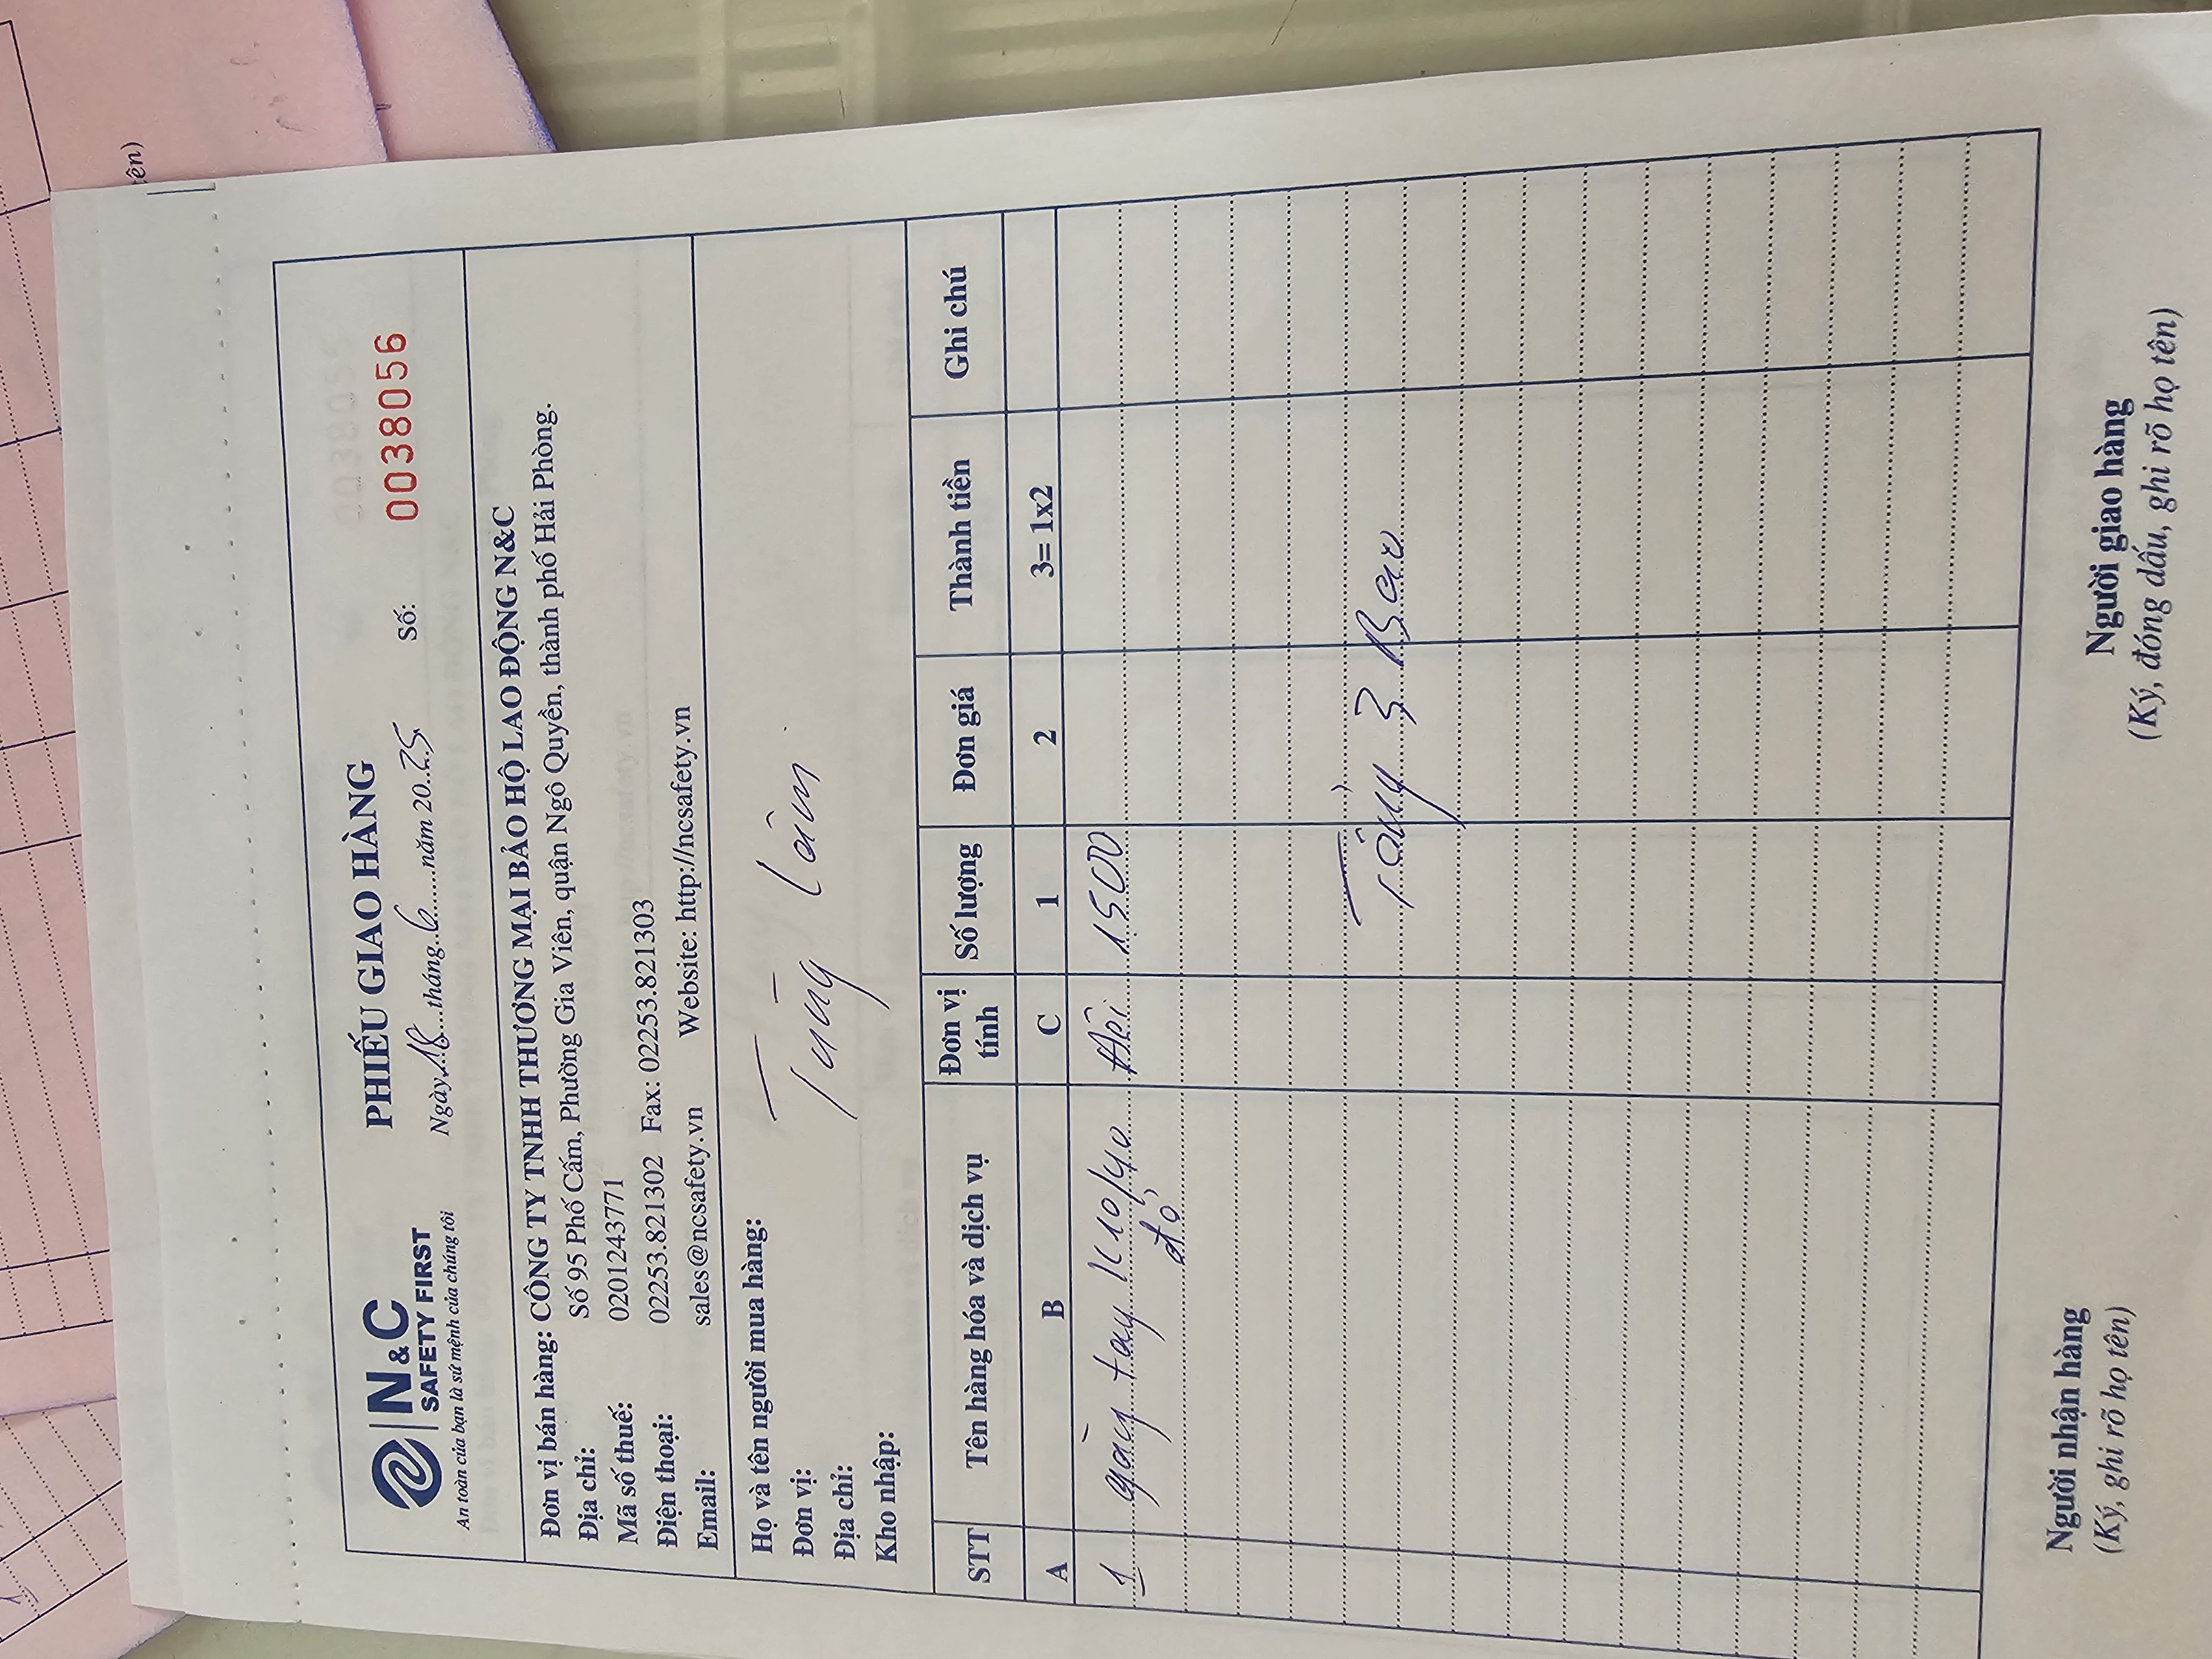 N&C
SAFETY FIRST
An toàn của bạn là sứ mệnh của chúng tôi
PHIẾU GIAO HÀNG
Ngày 18 tháng 6 năm 2025
Số: 0038056
Đơn vị bán hàng: CÔNG TY TNHH THƯƠNG MẠI BẢO HỘ LAO ĐỘNG N&C
Địa chỉ: Số 95 Phố Cấm, Phường Gia Viên, quận Ngô Quyền, thành phố Hải Phòng.
Mã số thuế: 0201243771
Điện thoại: 02253.821302 Fax: 02253.821303
Email: sales@ncsafety.vn Website: http://ncsafety.vn
Họ và tên người mua hàng:
Đơn vị: Tùng Lâm
Địa chỉ:
Kho nhập:
STT Tên hàng hóa và dịch vụ Đơn vị tính Số lượng Đơn giá Thành tiền Ghi chú
A B C 1 2 3= 1x2
1 găng tay K10/40 đôi 1500
đỏ
Tổng 3 Bao
Người nhận hàng
(Ký, ghi rõ họ tên)
Người giao hàng
(Ký, đóng dấu, ghi rõ họ tên)
tên)